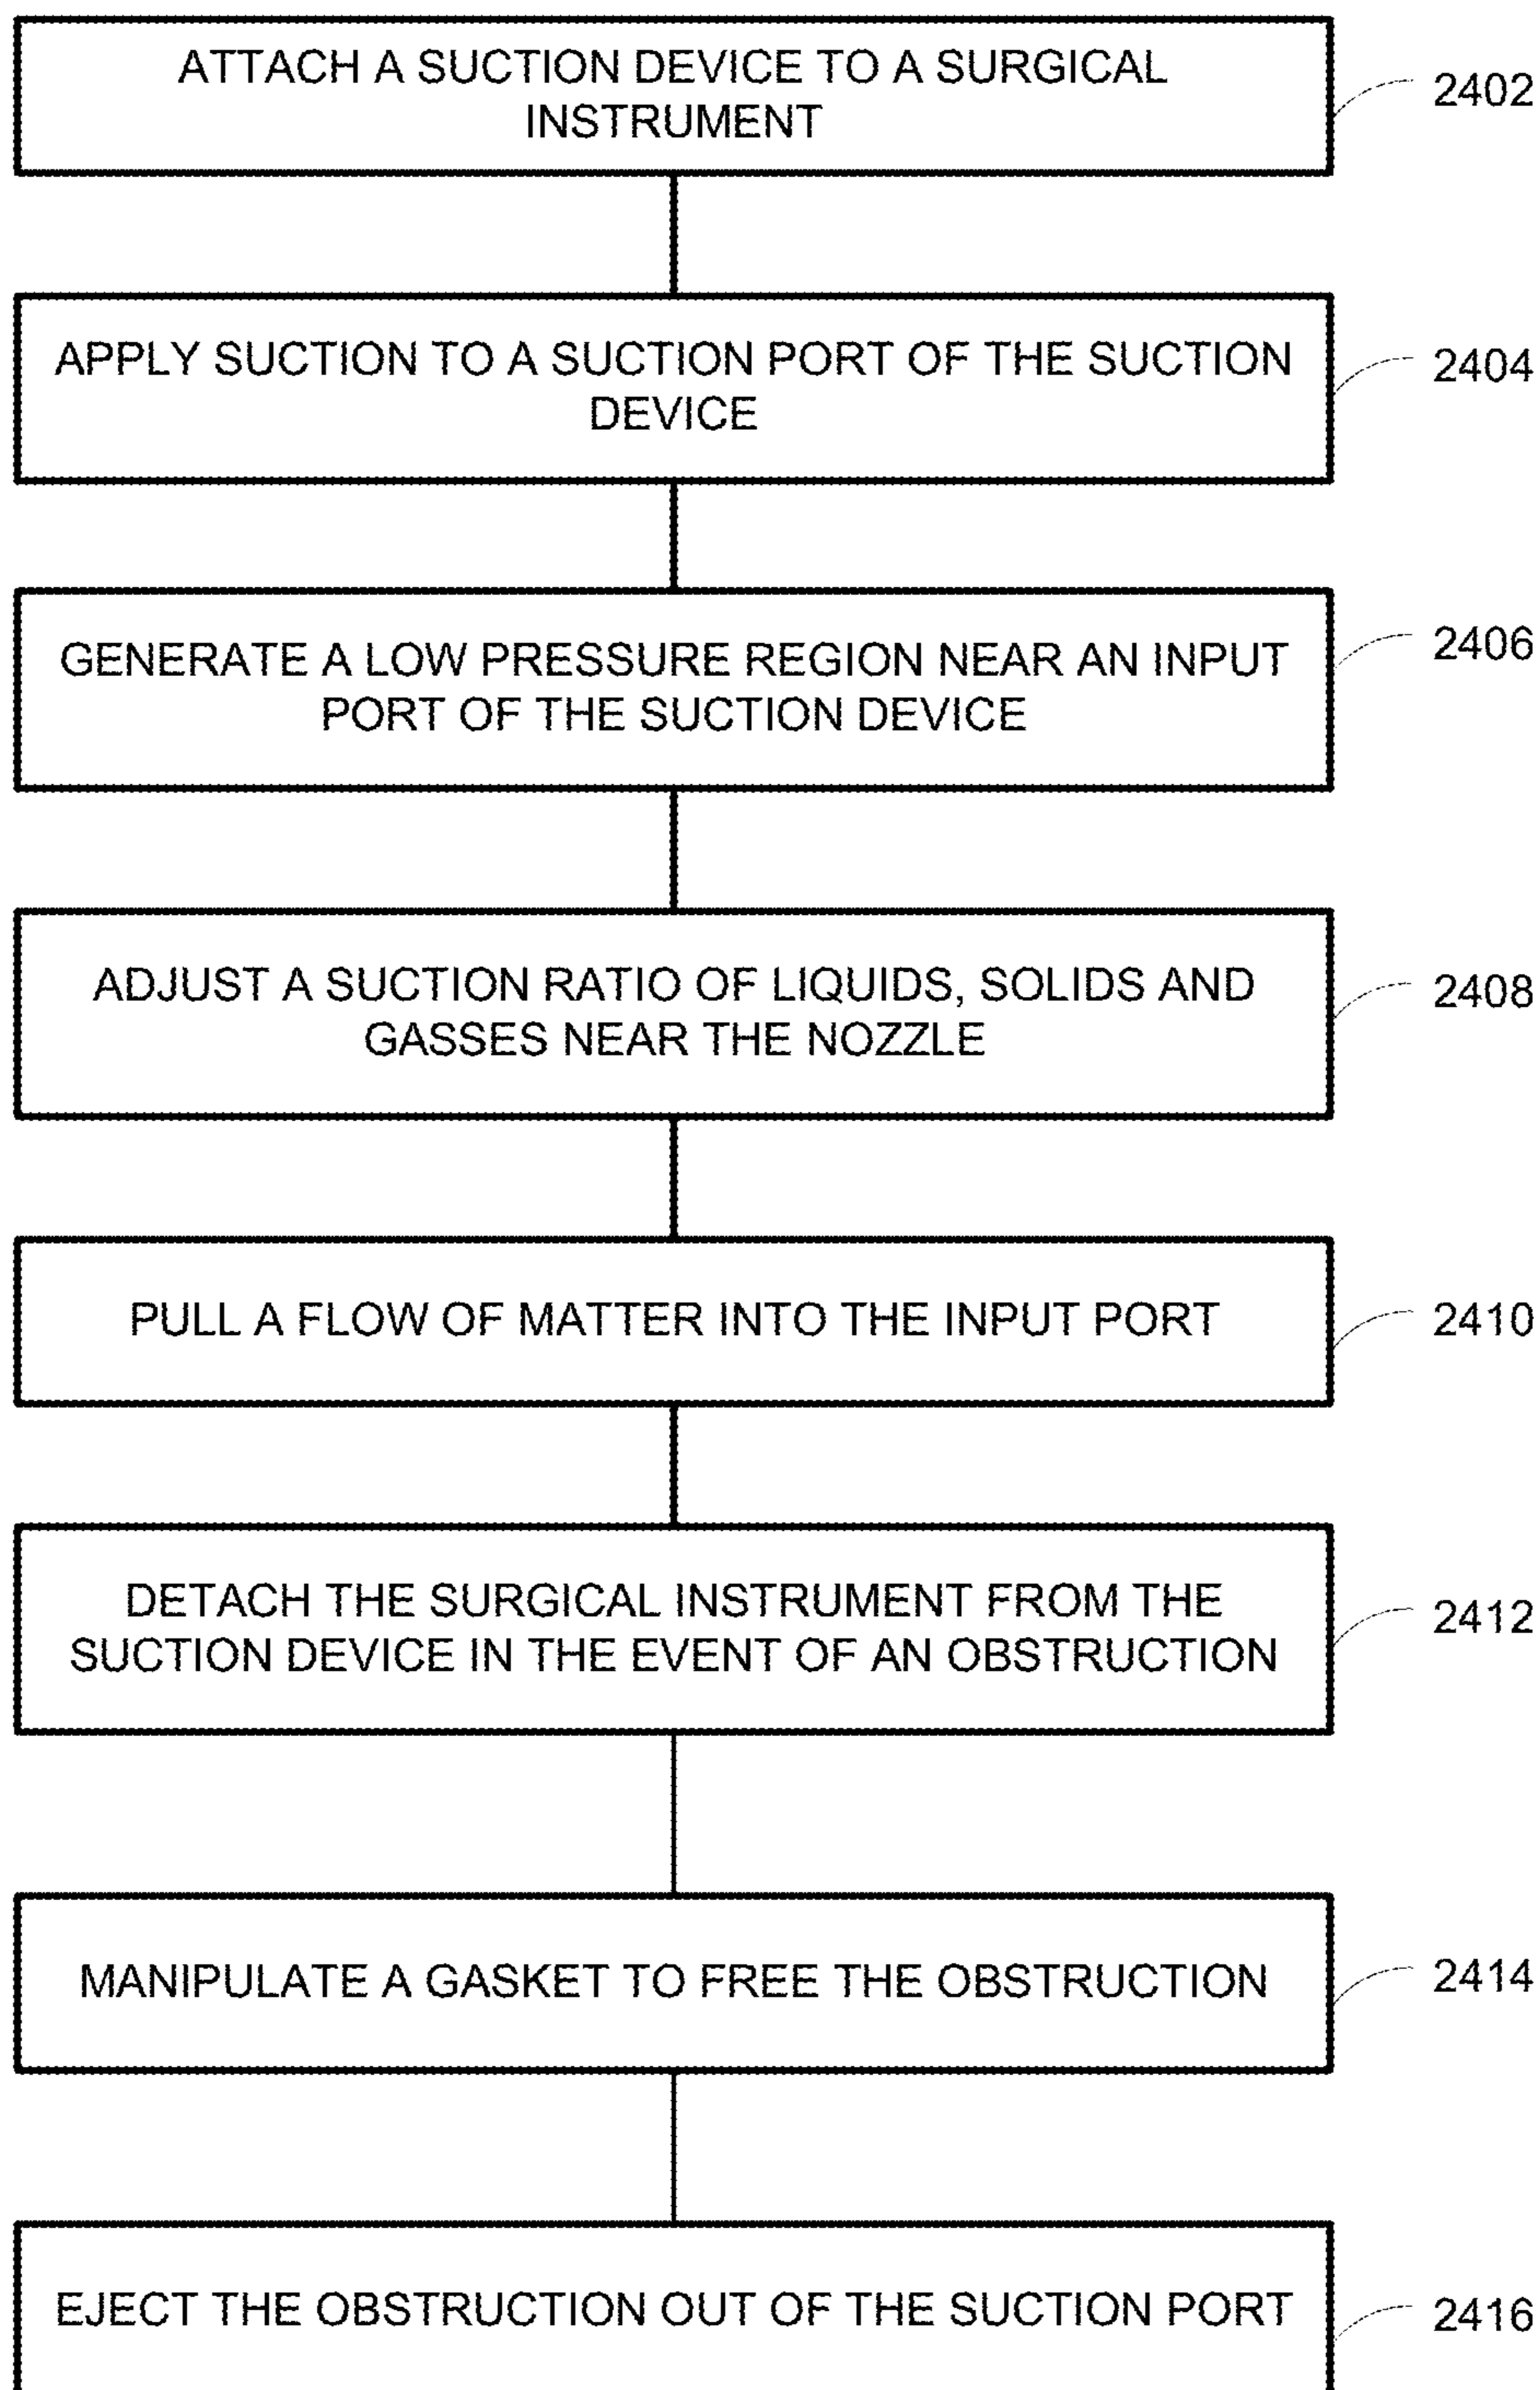 ATTACH A SUCTION DEVICE TO A SURGICAL
INSTRUMENT
2402
APPLY SUCTION TO A SUCTION PORT OF THE SUCTION
DEVICE
2404
GENERATE A LOW PRESSURE REGION NEAR AN INPUT
PORT OF THE SUCTION DEVICE
2406
ADJUST A SUCTION RATIO OF LIQUIDS, SOLIDS AND
GASSES NEAR THE NOZZLE
2408
PULL A FLOW OF MATTER INTO THE INPUT PORT
2410
DETACH THE SURGICAL INSTRUMENT FROM THE
SUCTION DEVICE IN THE EVENT OF AN OBSTRUCTION
2412
MANIPULATE A GASKET TO FREE THE OBSTRUCTION
2414
EJECT THE OBSTRUCTION OUT OF THE SUCTION PORT
2416